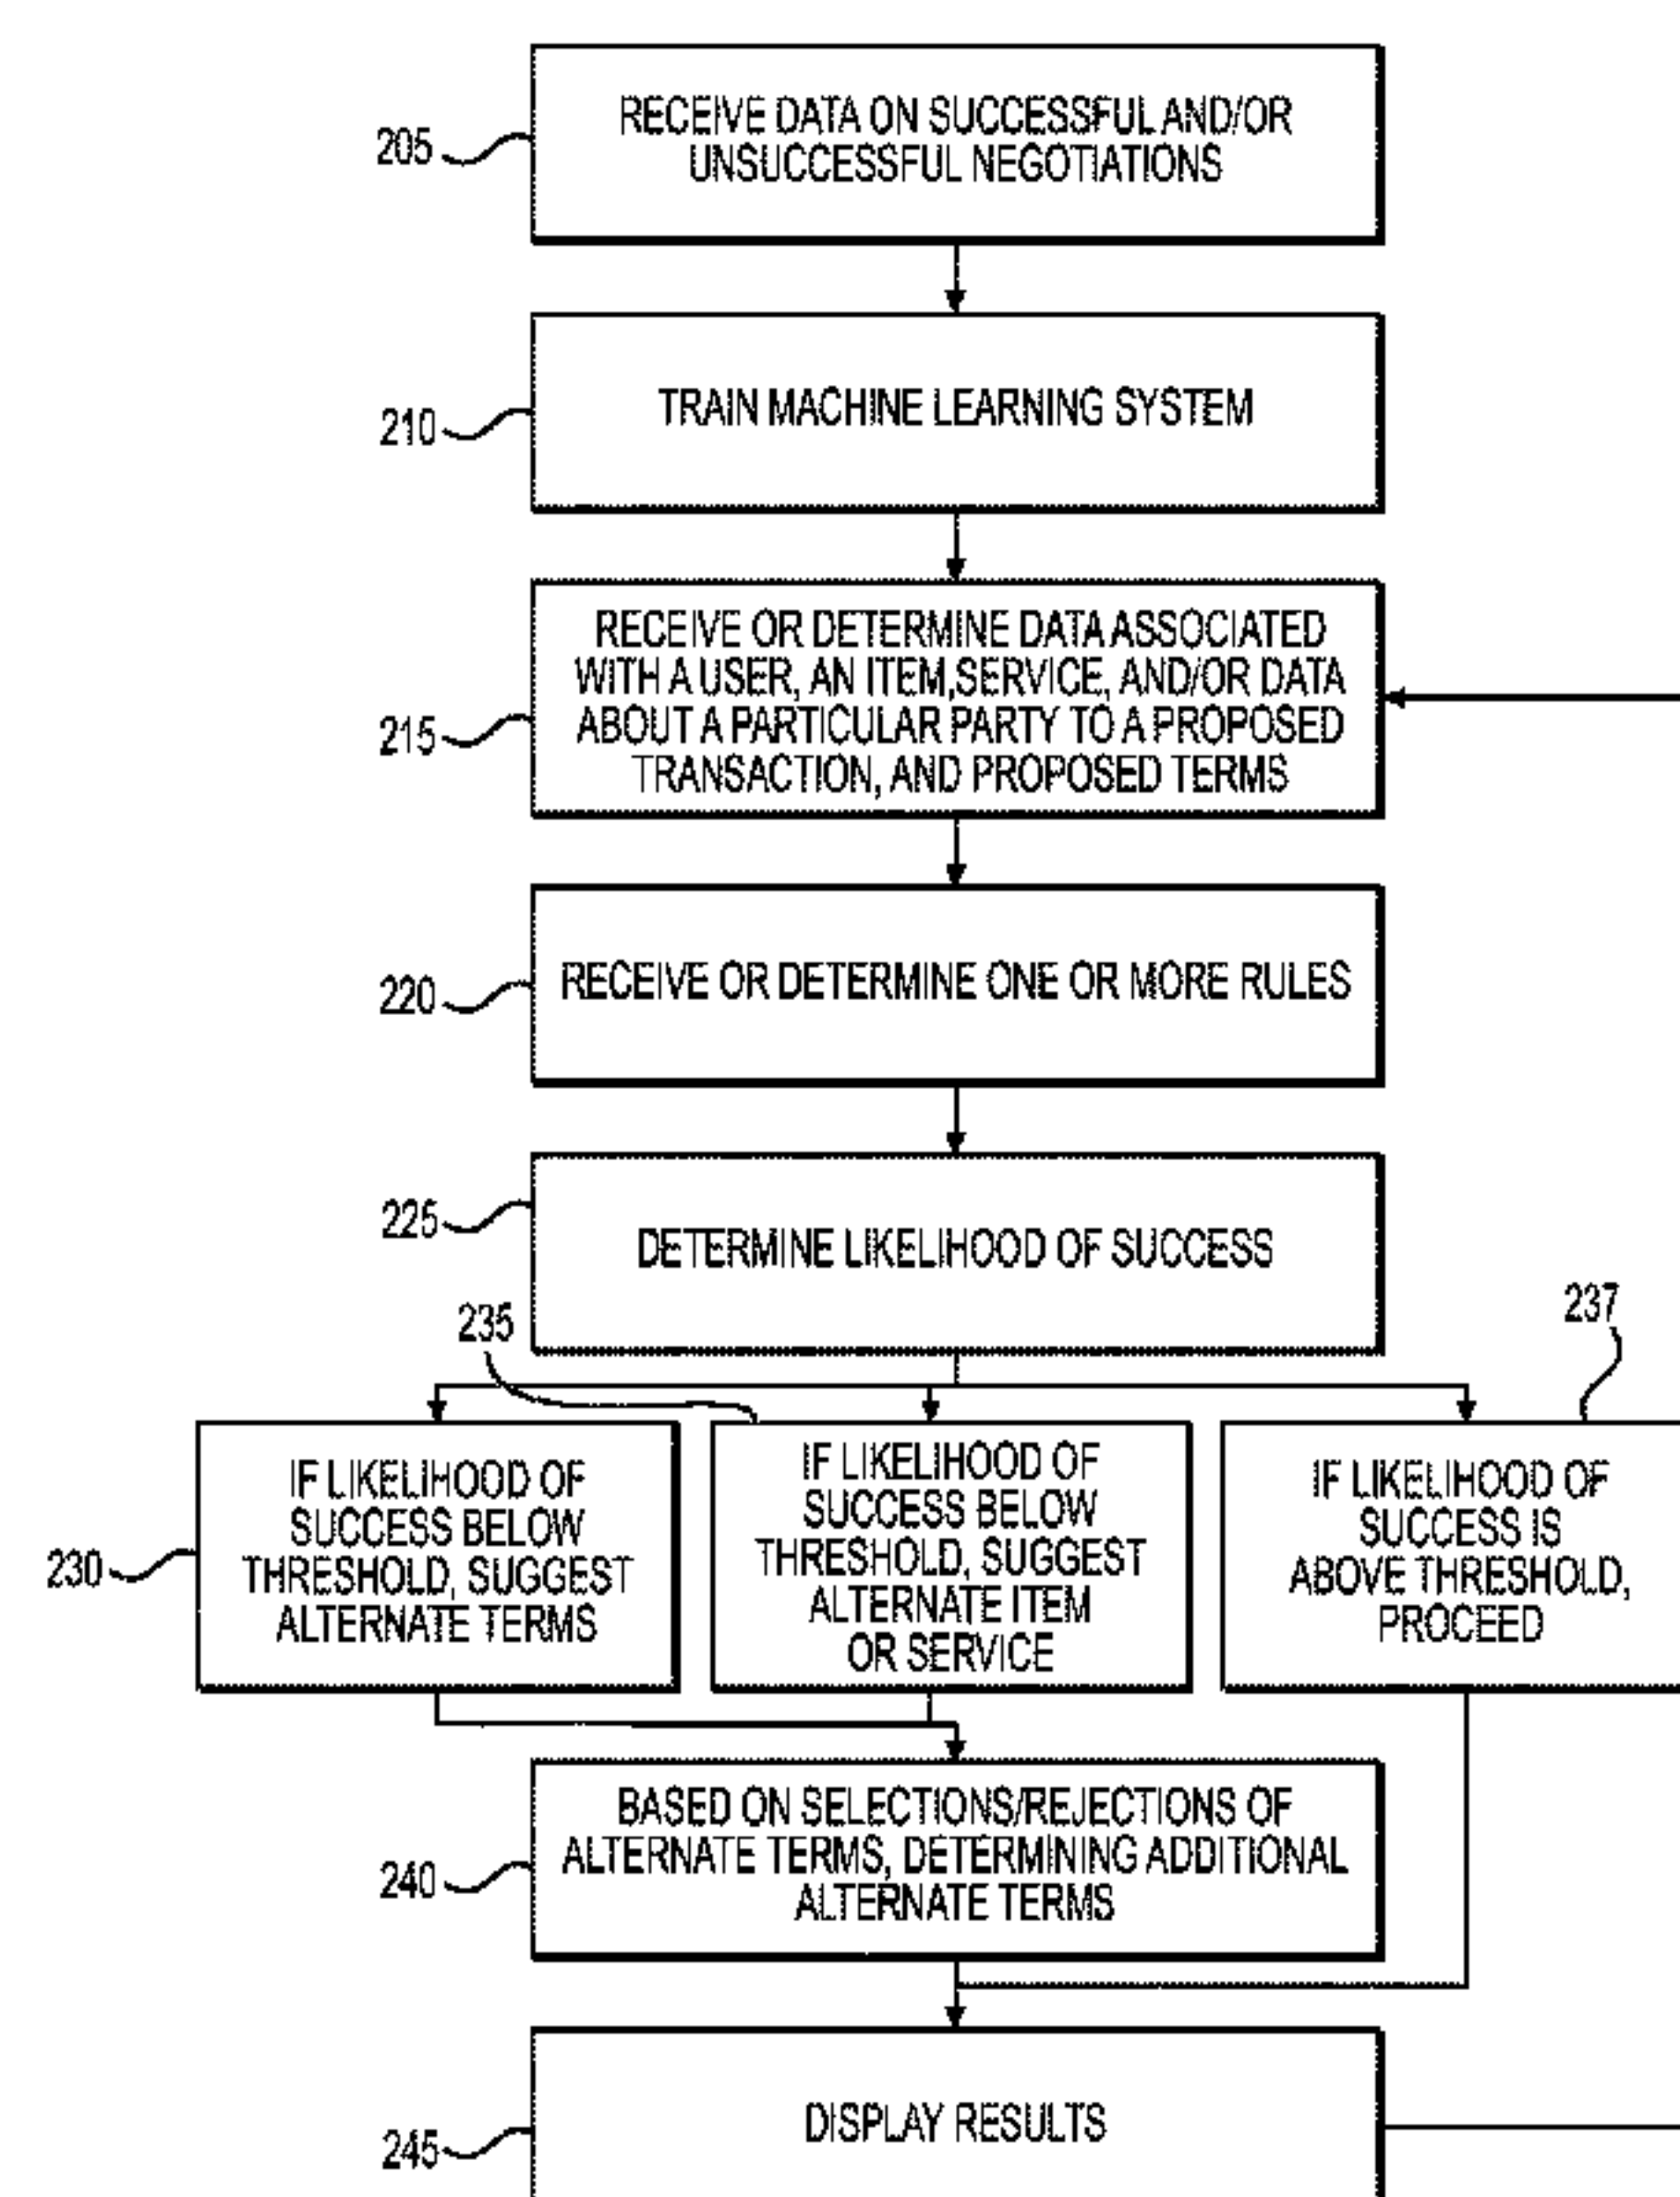 205
RECEIVE DATA ON SUCCESSFUL AND/OR
UNSUCCESSFUL NEGOTIATIONS
210
TRAIN MACHINE LEARNING SYSTEM
215
RECEIVE OR DETERMINE DATA ASSOCIATED
WITH A USER, AN ITEM,SERVICE, AND/OR DATA
ABOUT A PARTICULAR PARTY TO A PROPOSED
TRANSACTION, AND PROPOSED TERMS
220
RECEIVE OR DETERMINE ONE OR MORE RULES
225
DETERMINE LIKELIHOOD OF SUCCESS
235
237
230
IF LIKELIHOOD OF
SUCCESS BELOW
THRESHOLD, SUGGEST
ALTERNATE TERMS
IF LIKELIHOOD OF
SUCCESS BELOW
THRESHOLD, SUGGEST
ALTERNATE ITEM
OR SERVICE
IF LIKELIHOOD OF
SUCCESS IS
ABOVE THRESHOLD,
PROCEED
240
BASED ON SELECTIONS/REJECTIONS OF
ALTERNATE TERMS, DETERMINING ADDITIONAL
ALTERNATE TERMS
245
DISPLAY RESULTS